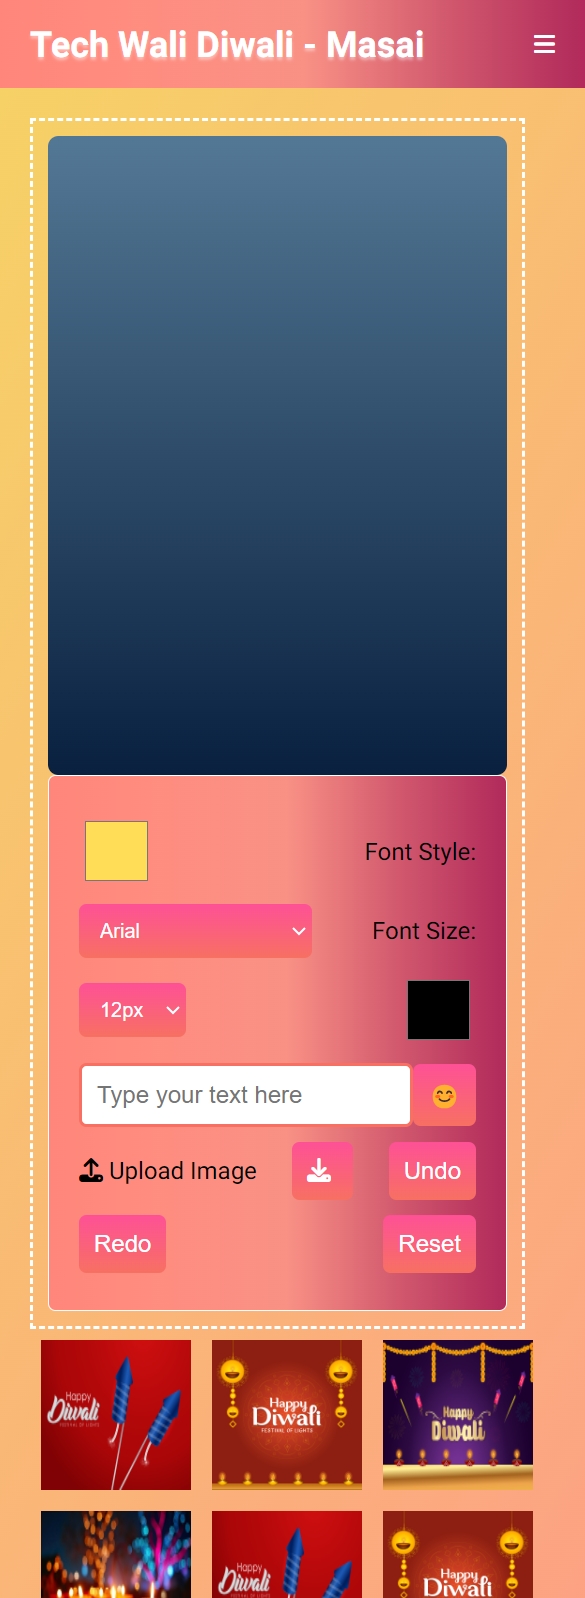 Tech Wali Diwali - Masai
Font Style:
Arial
Font Size:
12px
Type your text here
Upload Image
Undo
Redo
Reset
Happy
Diwali
FESTIVAL OF LIGHTS
Happy
Diwali
FESTIVAL OF LIGHTS
Happy
Diwali
Happy
Diwali
Happy
Diwali